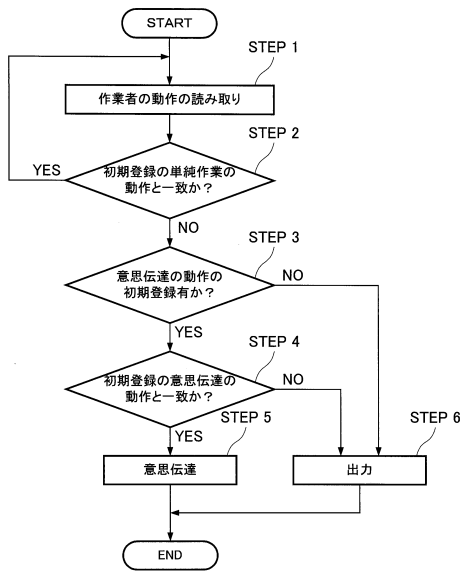 START
STEP 1
作業者の動作の読み取り
STEP 2
YES
初期登録の単純作業の
動作と一致か？
NO
STEP 3
意思伝達の動作の
初期登録有か？
NO
YES
STEP 4
初期登録の意思伝達の
動作と一致か？
NO
YES
STEP 5
意思伝達
STEP 6
出力
END